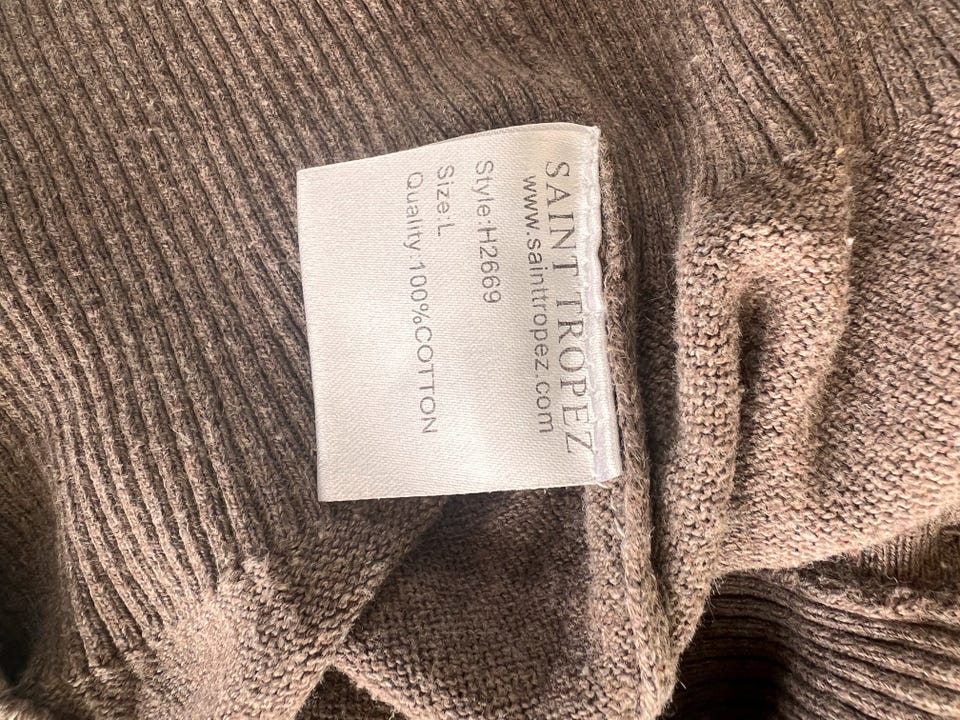 SAINT TROPEZ
www.sainttropez.com
Style:H2669
Size:L
Quality:100%COTTON